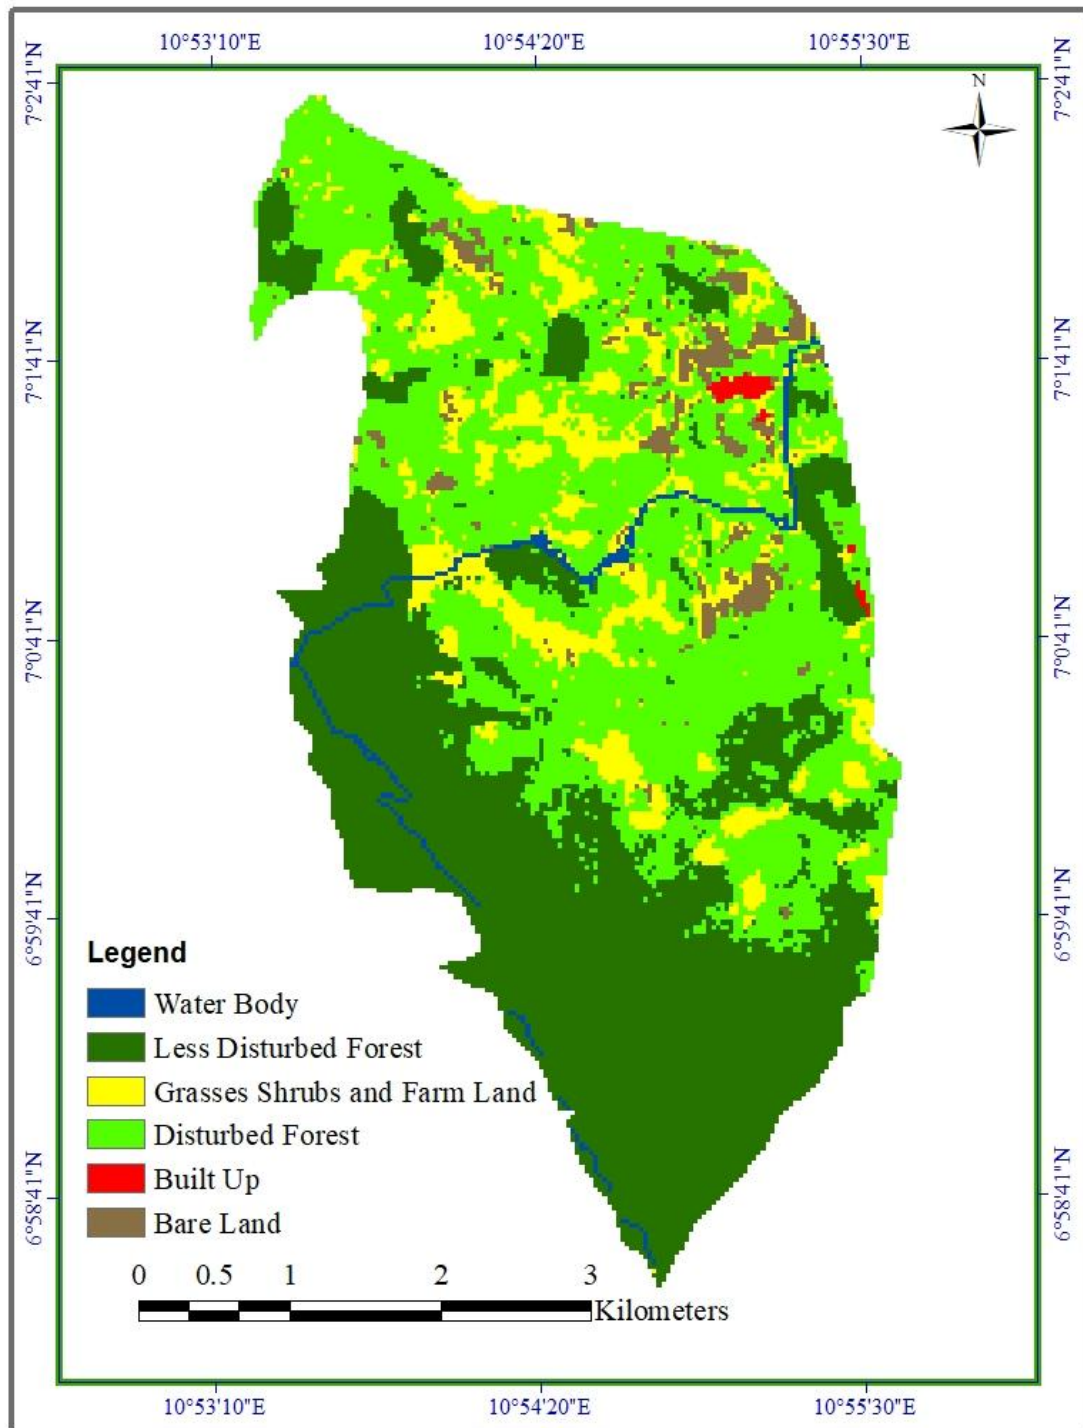 10°53'10"E 10°54'20"E 10°55'30"E
7°2'41"N 7°2'41"N
N
7°1'41"N 7°1'41"N
7°0'41"N 7°0'41"N
6°59'41"N 6°59'41"N
Legend
Water Body
Less Disturbed Forest
Grasses Shrubs and Farm Land
Disturbed Forest
Built Up
Bare Land
6°58'41"N 6°58'41"N
0 0.5 1 2 3
Kilometers
10°53'10"E 10°54'20"E 10°55'30"E